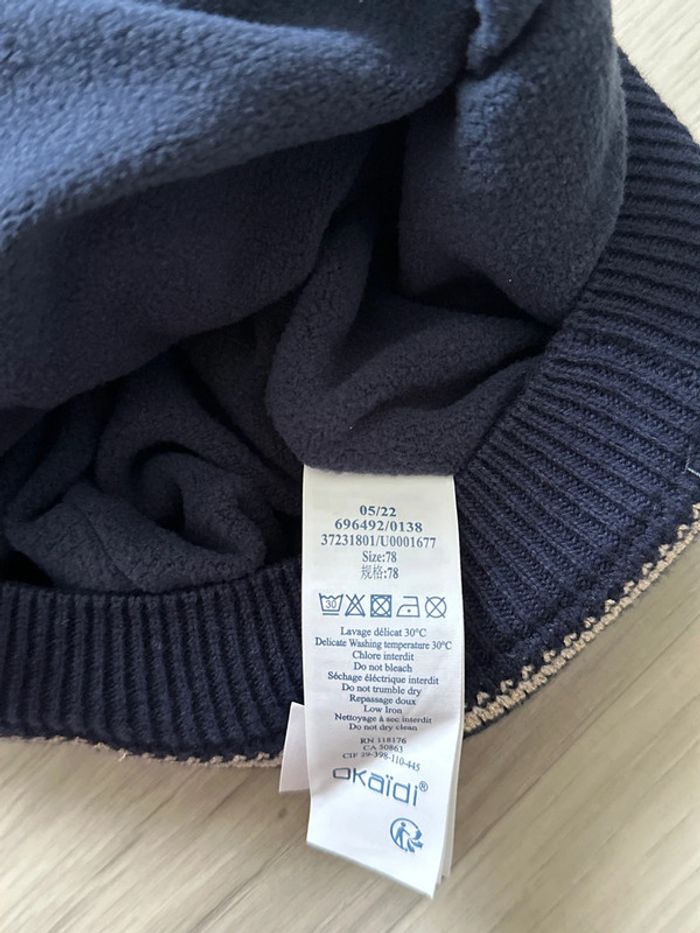 05/22
696492/0138
37231801/U0001677
Size:78
规格:78
30
Lavage délicat 30°C
Delicate Washing temperature 30°C
Chlore interdit
Do not bleach
Séchage éléctrique interdit
Do not trumble dry
Repassage doux
Low Iron
Nettoyage à sec interdit
Do not dry clean
RN 118176
CA 50863
CIF 29-398-110-445
okaïdi®